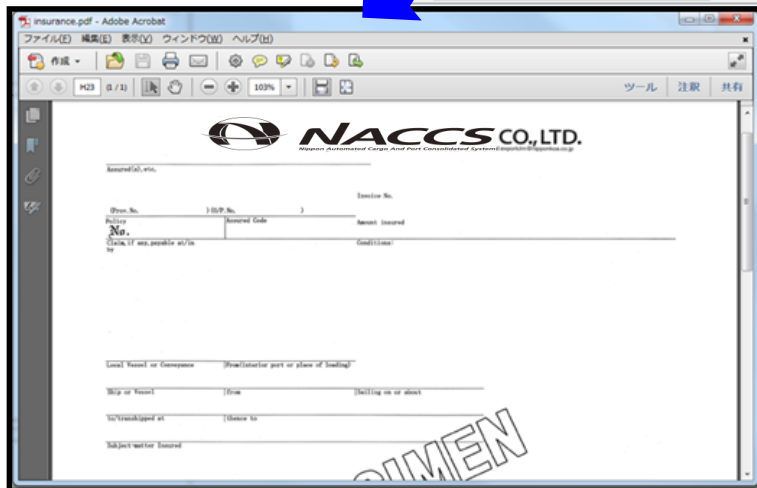 insurance.pdf - Adobe Acrobat
ファイル(F) 編集(E) 表示(V) ウィンドウ(W) ヘルプ(H)
作成
H23 (1 / 1) 103% ツール 注釈 共有
NACCS CO.,LTD.
Nippon Automated Cargo And Port Consolidated System
Assured(s),etc.
Invoice No.
(Prov. No. ) (O/P.No. )
Policy Assured Code Amount insured
No.
Claim,if any,payable at/in Conditions:
by
Local Vessel or Conveyance From(interior port or place of loading)
Ship or Vessel from Sailing on or about
to/transhipped at thence to
Subject-matter Insured